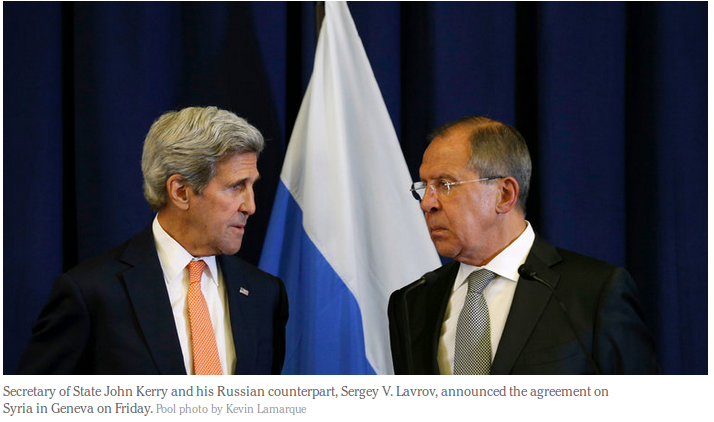 Secretary of State John Kerry and his Russian counterpart, Sergey V. Lavrov, announced the agreement on
Syria in Geneva on Friday. Pool photo by Kevin Lamarque